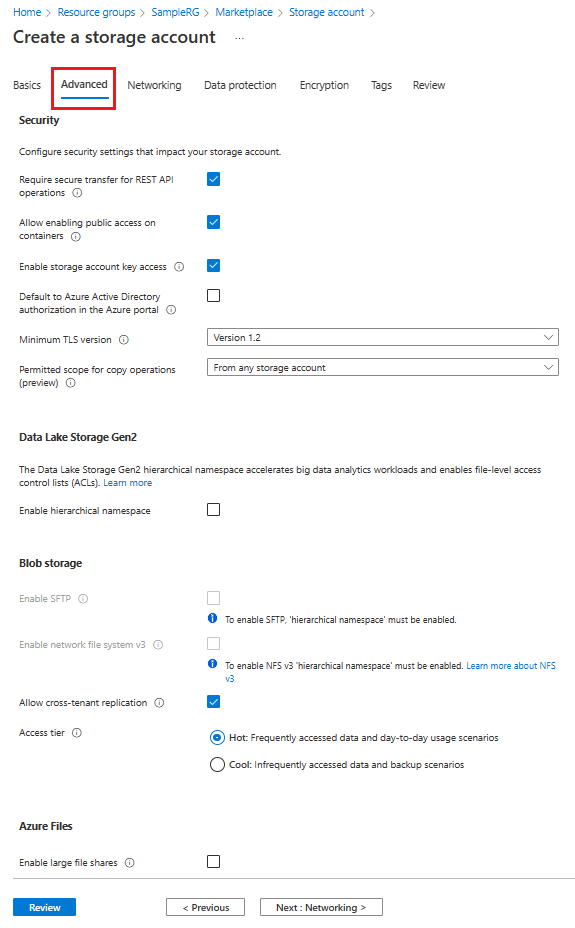 Home > Resource groups > SampleRG > Marketplace > Storage account >
Create a storage account ...
Basics Advanced Networking Data protection Encryption Tags Review
Security
Configure security settings that impact your storage account.
Require secure transfer for REST API
operations
Allow enabling public access on
containers
Enable storage account key access
Default to Azure Active Directory
authorization in the Azure portal
Minimum TLS version Version 1.2
Permitted scope for copy operations From any storage account
(preview)
Data Lake Storage Gen2
The Data Lake Storage Gen2 hierarchical namespace accelerates big data analytics workloads and enables file-level access
control lists (ACLs). Learn more
Enable hierarchical namespace
Blob storage
Enable SFTP
To enable SFTP, 'hierarchical namespace' must be enabled.
Enable network file system v3
To enable NFS v3 'hierarchical namespace' must be enabled. Learn more about NFS
v3
Allow cross-tenant replication
Access tier
Hot: Frequently accessed data and day-to-day usage scenarios
Cool: Infrequently accessed data and backup scenarios
Azure Files
Enable large file shares
Review < Previous Next : Networking >